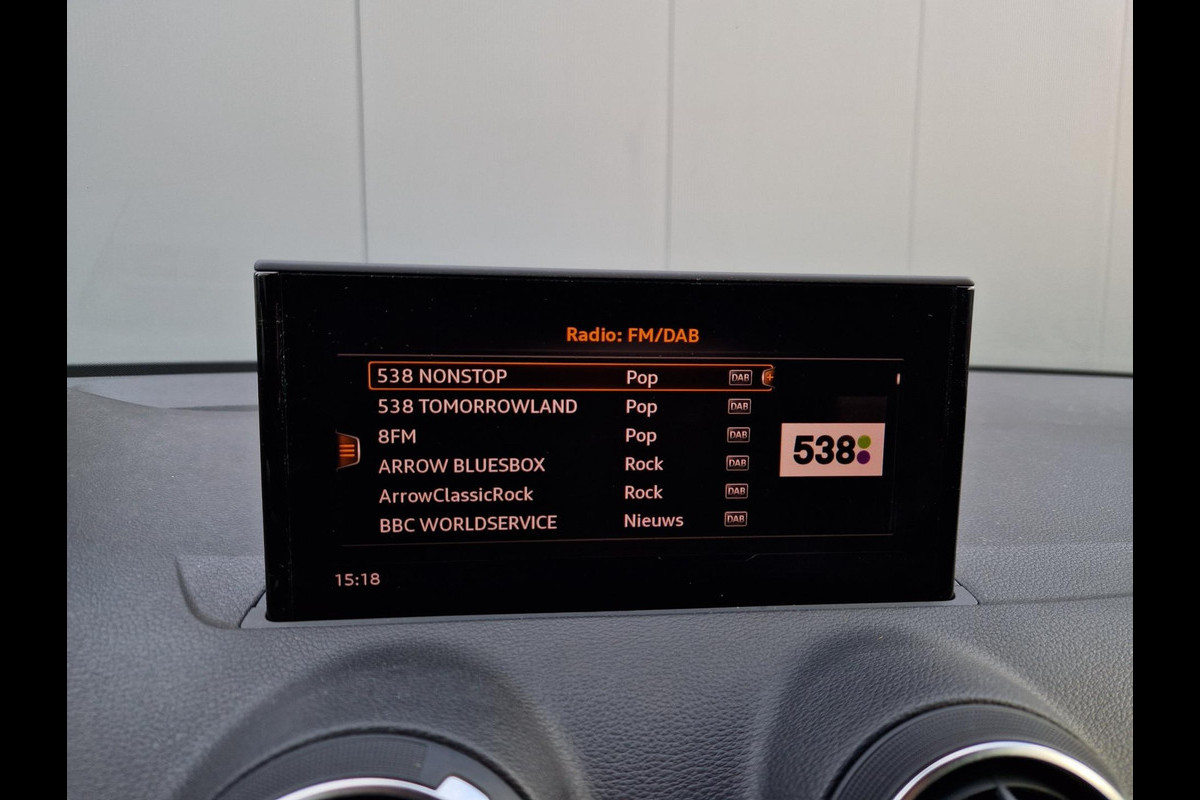 Radio: FM/DAB
538 NONSTOP Pop DAB
538 TOMORROWLAND Pop DAB
8FM Pop DAB
538
ARROW BLUESBOX Rock DAB
ArrowClassicRock Rock DAB
BBC WORLDSERVICE Nieuws DAB
15:18